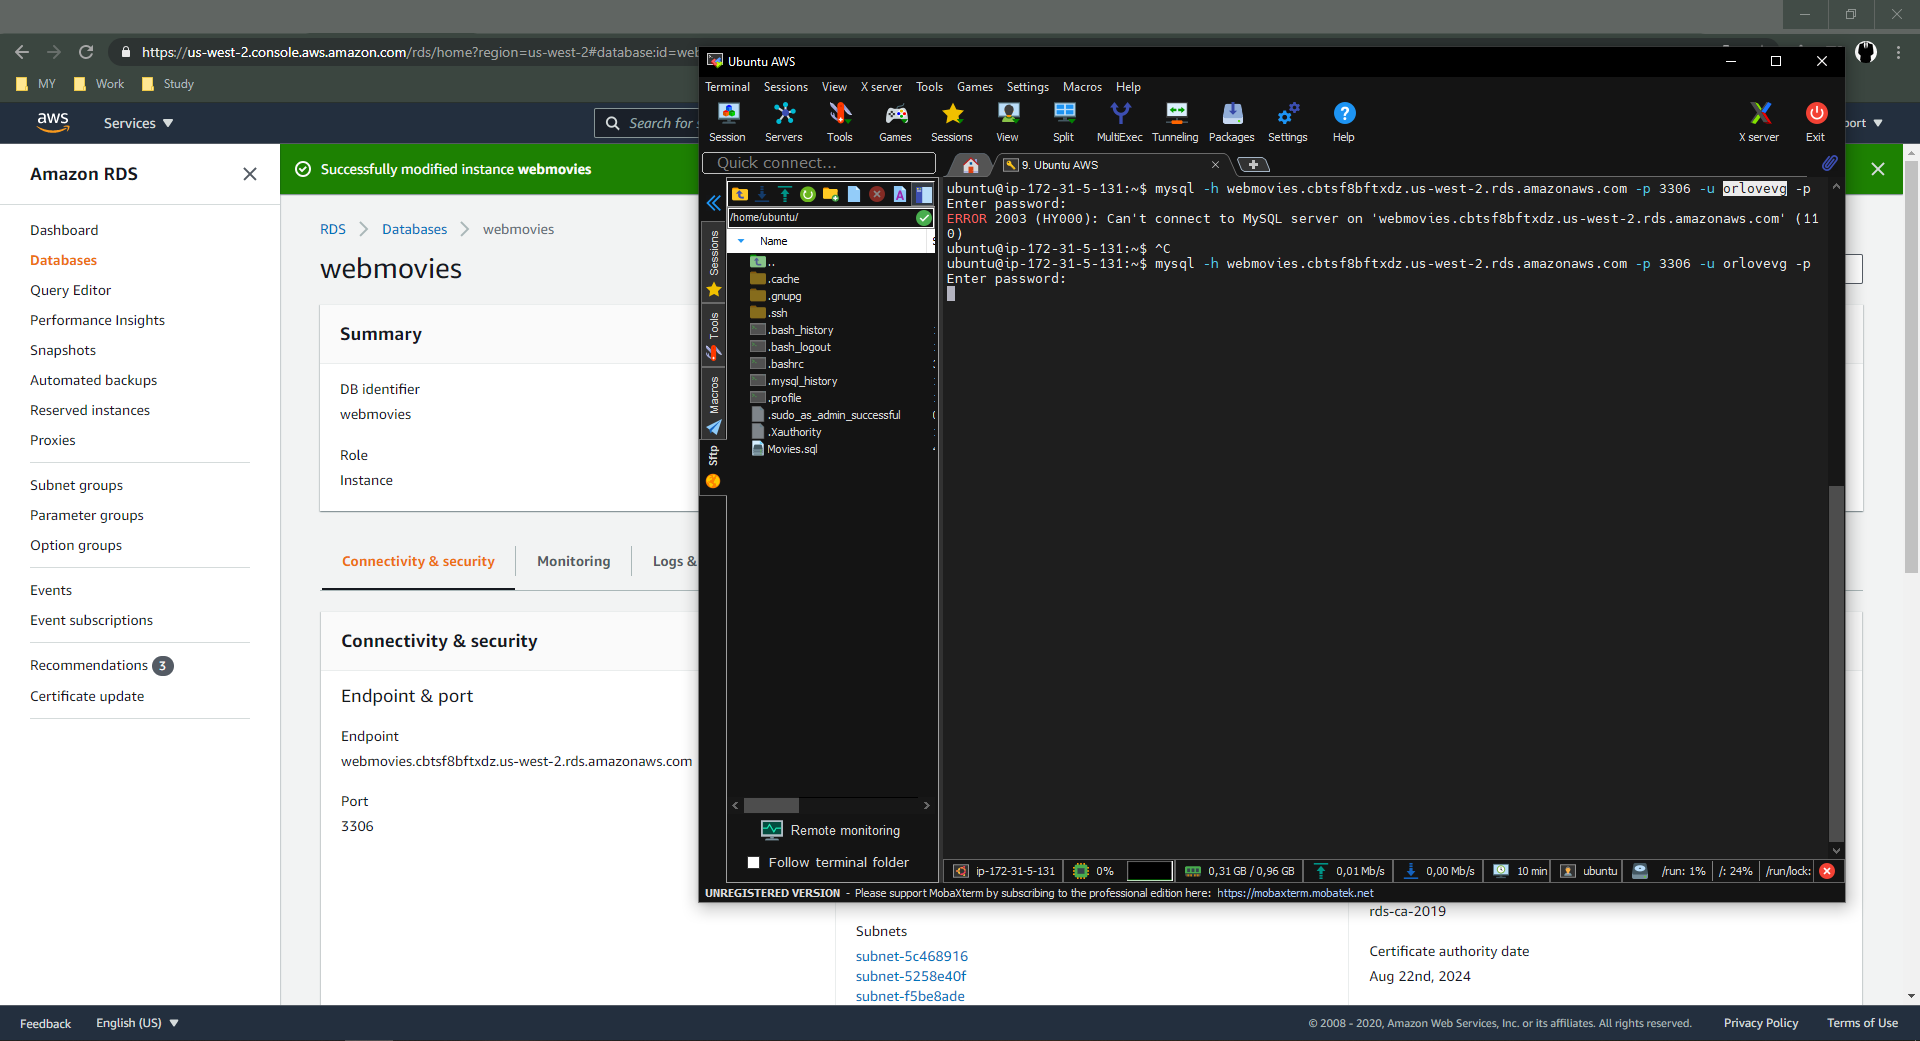 https://us-west-2.console.aws.amazon.com/rds/home?region=us-west-2#database:id=web
MY
Work
Study
aws
Services
Search for
port
Amazon RDS
Dashboard
Databases
Query Editor
Performance Insights
Snapshots
Automated backups
Reserved instances
Proxies
Subnet groups
Parameter groups
Option groups
Events
Event subscriptions
Recommendations 3
Certificate update
Successfully modified instance webmovies
RDS
Databases
webmovies
webmovies
Summary
DB identifier
webmovies
Role
Instance
Connectivity & security
Monitoring
Logs &
Connectivity & security
Endpoint & port
Endpoint
webmovies.cbtsf8bftxdz.us-west-2.rds.amazonaws.com
Port
3306
Ubuntu AWS
Terminal Sessions View X server Tools Games Settings Macros Help
Session Servers Tools Games Sessions View Split MultiExec Tunneling Packages Settings Help X server Exit
Quick connect...
9. Ubuntu AWS
Sessions
Tools
Macros
Sftp
/home/ubuntu/
Name
..
.cache
.gnupg
.ssh
.bash_history
.bash_logout
.bashrc
.mysql_history
.profile
.sudo_as_admin_successful
.Xauthority
Movies.sql
Remote monitoring
Follow terminal folder
ubuntu@ip-172-31-5-131:~$ mysql -h webmovies.cbtsf8bftxdz.us-west-2.rds.amazonaws.com -p 3306 -u orlovevg -p
Enter password:
ERROR 2003 (HY000): Can't connect to MySQL server on 'webmovies.cbtsf8bftxdz.us-west-2.rds.amazonaws.com' (11
0)
ubuntu@ip-172-31-5-131:~$ ^C
ubuntu@ip-172-31-5-131:~$ mysql -h webmovies.cbtsf8bftxdz.us-west-2.rds.amazonaws.com -p 3306 -u orlovevg -p
Enter password:
ip-172-31-5-131 0% 0,31 GB / 0,96 GB 0,01 Mb/s 0,00 Mb/s 10 min ubuntu /run: 1% /: 24% /run/lock:
UNREGISTERED VERSION - Please support MobaXterm by subscribing to the professional edition here: https://mobaxterm.mobatek.net
Subnets
subnet-5c468916
subnet-5258e40f
subnet-f5be8ade
rds-ca-2019
Certificate authority date
Aug 22nd, 2024
Feedback
English (US)
© 2008 - 2020, Amazon Web Services, Inc. or its affiliates. All rights reserved.
Privacy Policy
Terms of Use